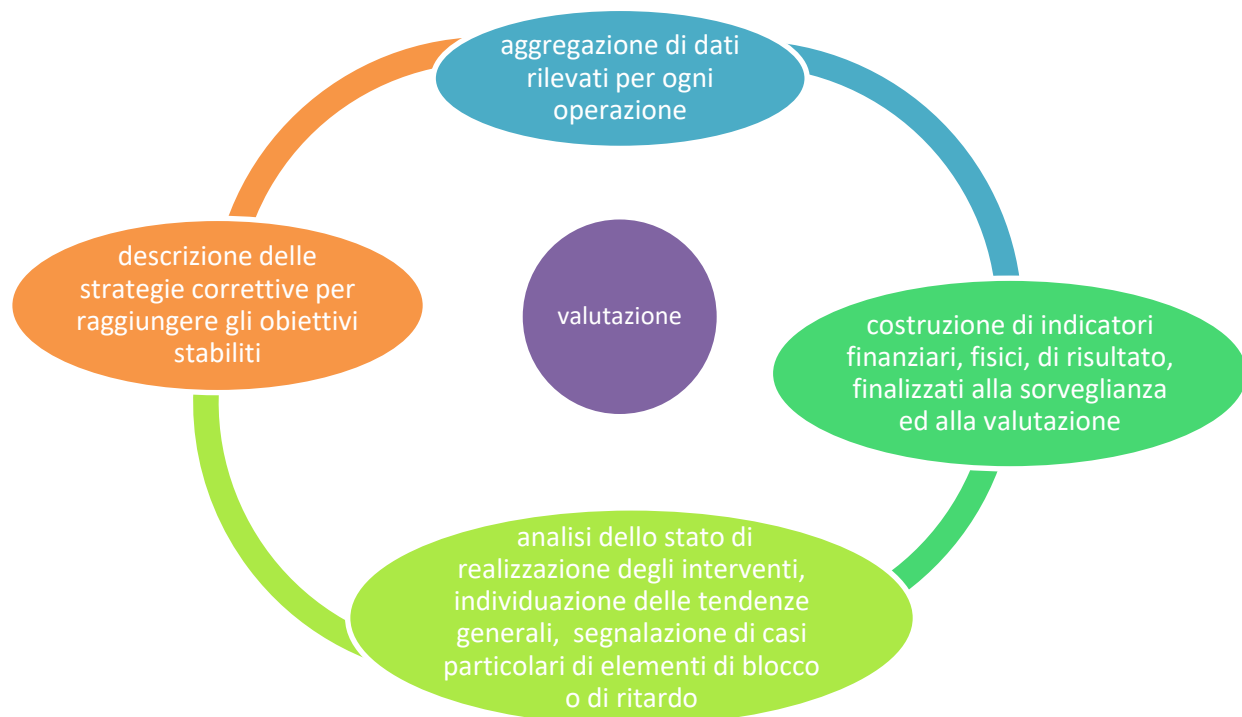 aggregazione di dati
rilevati per ogni
operazione
descrizione delle
strategie correttive per
raggiungere gli obiettivi
stabiliti
valutazione
costruzione di indicatori
finanziari, fisici, di risultato,
finalizzati alla sorveglianza
ed alla valutazione
analisi dello stato di
realizzazione degli interventi,
individuazione delle tendenze
generali, segnalazione di casi
particolari di elementi di blocco
o di ritardo